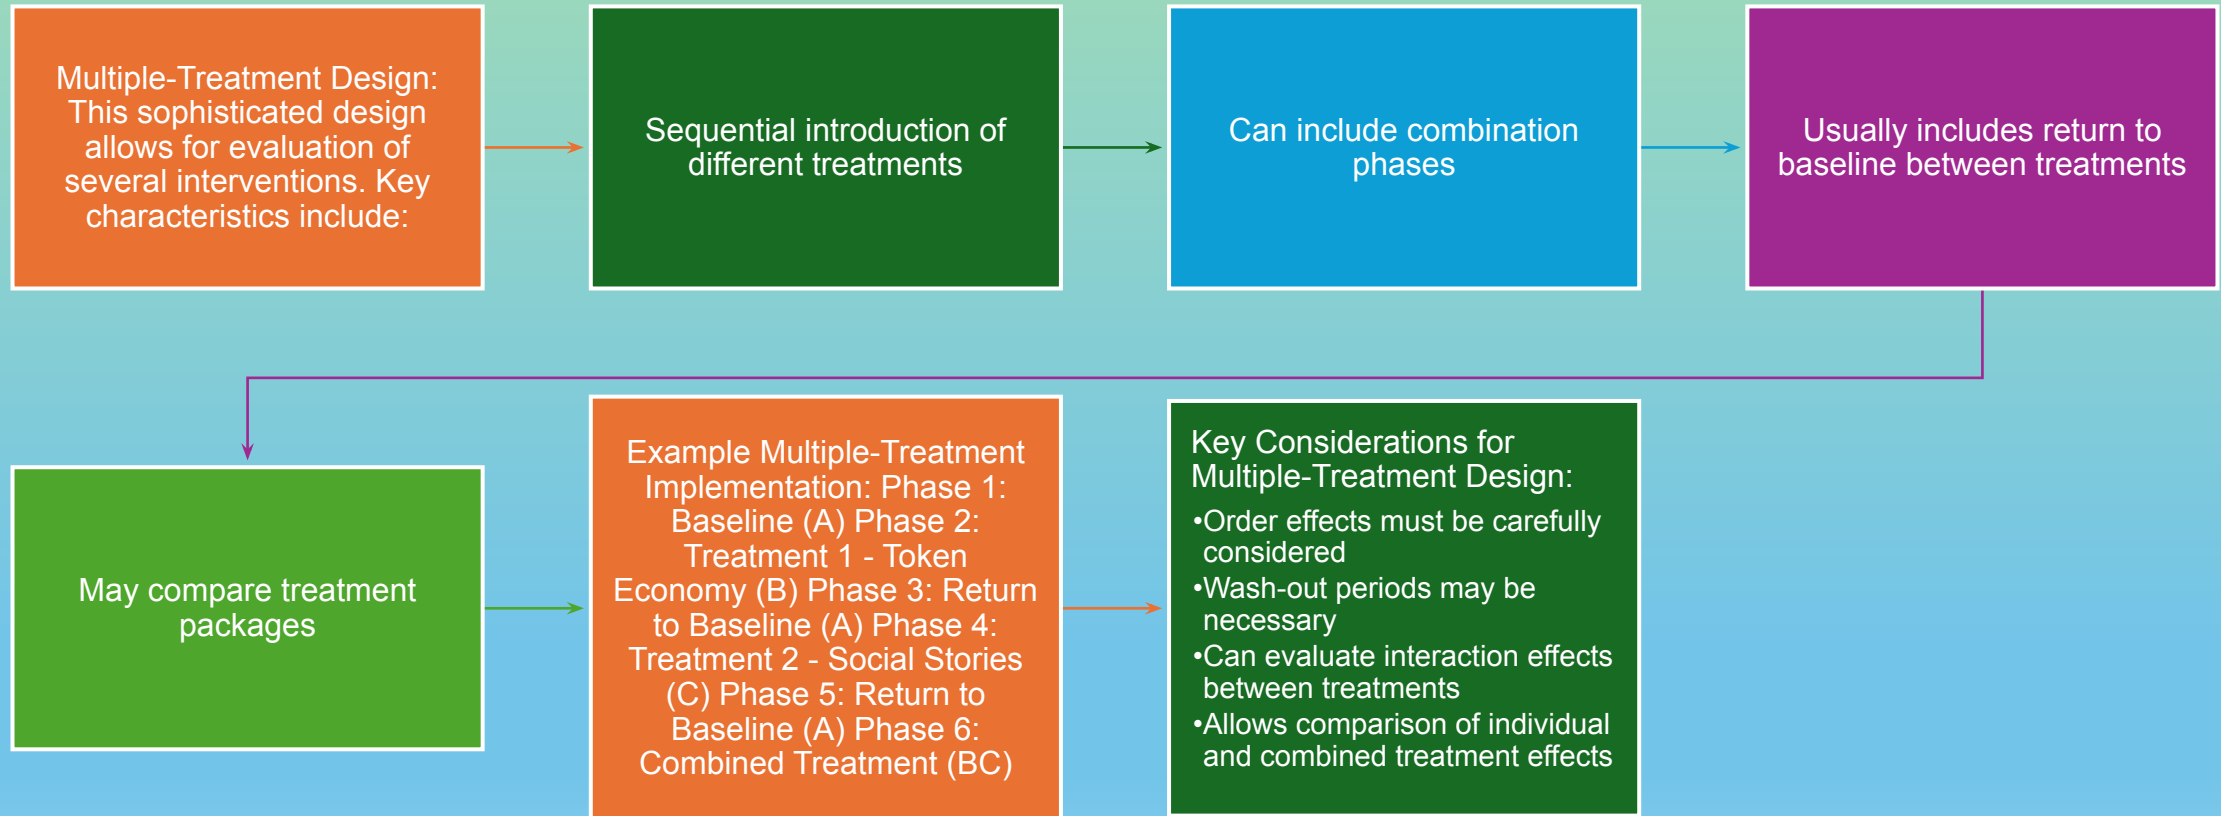 Multiple-Treatment Design:
This sophisticated design
allows for evaluation of
several interventions. Key
characteristics include:
Sequential introduction of
different treatments
Can include combination
phases
Usually includes return to
baseline between treatments
May compare treatment
packages
Example Multiple-Treatment
Implementation: Phase 1:
Baseline (A) Phase 2:
Treatment 1 - Token
Economy (B) Phase 3: Return
to Baseline (A) Phase 4:
Treatment 2 - Social Stories
(C) Phase 5: Return to
Baseline (A) Phase 6:
Combined Treatment (BC)
Key Considerations for
Multiple-Treatment Design:
•Order effects must be carefully
considered
•Wash-out periods may be
necessary
•Can evaluate interaction effects
between treatments
•Allows comparison of individual
and combined treatment effects